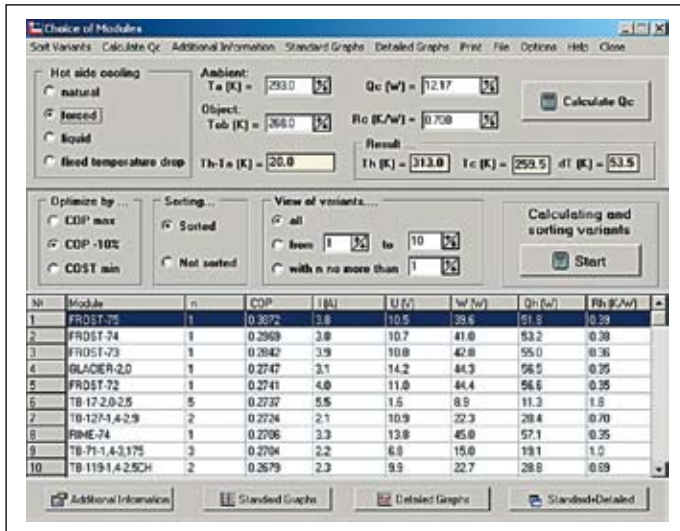 Choice of Modules
Sort Variants Calculate Qc Additional Information Standard Graphs Detailed Graphs Print File Options Help Close
Hot side cooling
natural
forced
liquid
fixed temperature drop
Ambient:
Ta (K) = 293.0
Object:
Tob (K) = 268.0
Th-Ta (K) = 20.0
Qc (W) = 12.17
Rc (K/W) = 0.708
Calculate Qc
Result ...
Th (K) = 313.0 Tc (K) = 259.5 dT (K) = 53.5
Optimize by ...
COP max
COP -10%
COST min
Sorting...
Sorted
Not sorted
View of variants....
all
from 1 to 10
with n no more than 1
Calculating and
sorting variants
Start
№ Module n COP I (A) U (V) W (W) Qh (W) Rh (K/W)
1 FROST-75 1 0.3072 3.8 10.5 39.6 51.8 0.39
2 FROST-74 1 0.2969 3.8 10.7 41.0 53.2 0.38
3 FROST-73 1 0.2842 3.9 10.8 42.8 55.0 0.36
4 GLACIER-2,0 1 0.2747 3.1 14.2 44.3 56.5 0.35
5 FROST-72 1 0.2741 4.0 11.0 44.4 56.6 0.35
6 TB-17-2,0-2,5 5 0.2737 5.5 1.6 8.9 11.3 1.8
7 TB-127-1,4-2,9 2 0.2724 2.1 10.9 22.3 28.4 0.70
8 RIME-74 1 0.2706 3.3 13.8 45.0 57.1 0.35
9 TB-71-1,4-3,175 3 0.2704 2.2 6.8 15.0 19.1 1.0
10 TB-119-1,4-2.5CH 2 0.2679 2.3 9.9 22.7 28.8 0.69
Additional Information Standard Graphs Detailed Graphs Standard+Detailed